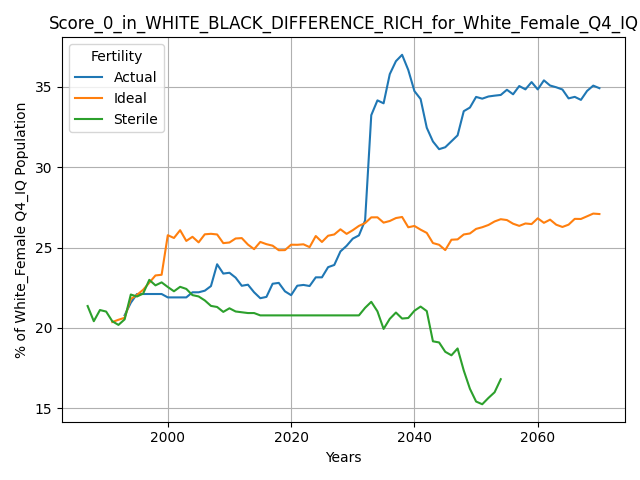 Score_0_in_WHITE_BLACK_DIFFERENCE_RICH_for_White_Female_Q4_IQ
Fertility
Actual
Ideal
Sterile
% of White_Female Q4_IQ Population
35
30
25
20
15
2000
2020
2040
2060
Years